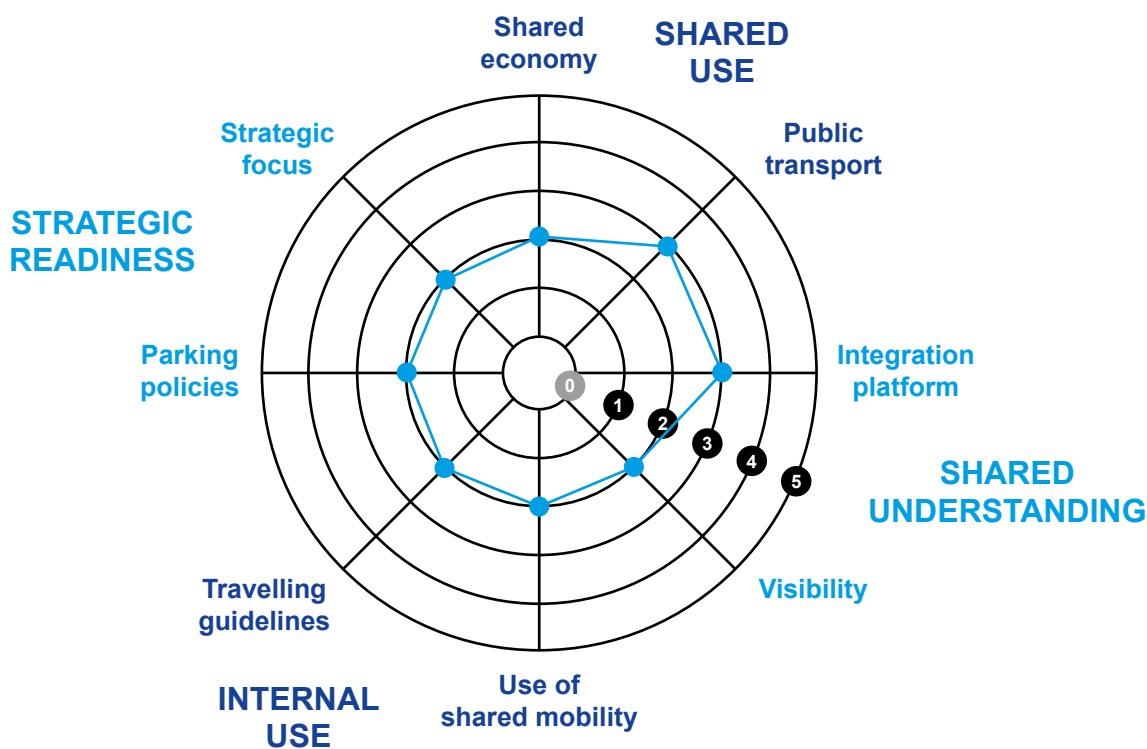 Shared
economy
SHARED
USE
Strategic
focus
Public
transport
STRATEGIC
READINESS
Parking
policies
Integration
platform
0
1
2
3
4
5
SHARED
UNDERSTANDING
Travelling
guidelines
Visibility
INTERNAL
USE
Use of
shared mobility